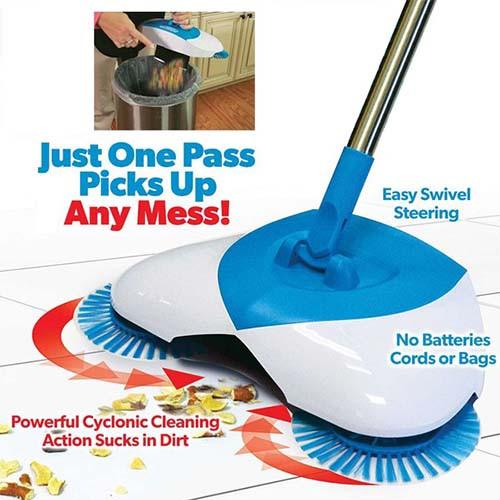 Just One Pass
Picks Up
Any Mess!
Easy Swivel
Steering
No Batteries
Cords or Bags
Powerful Cyclonic Cleaning
Action Sucks in Dirt